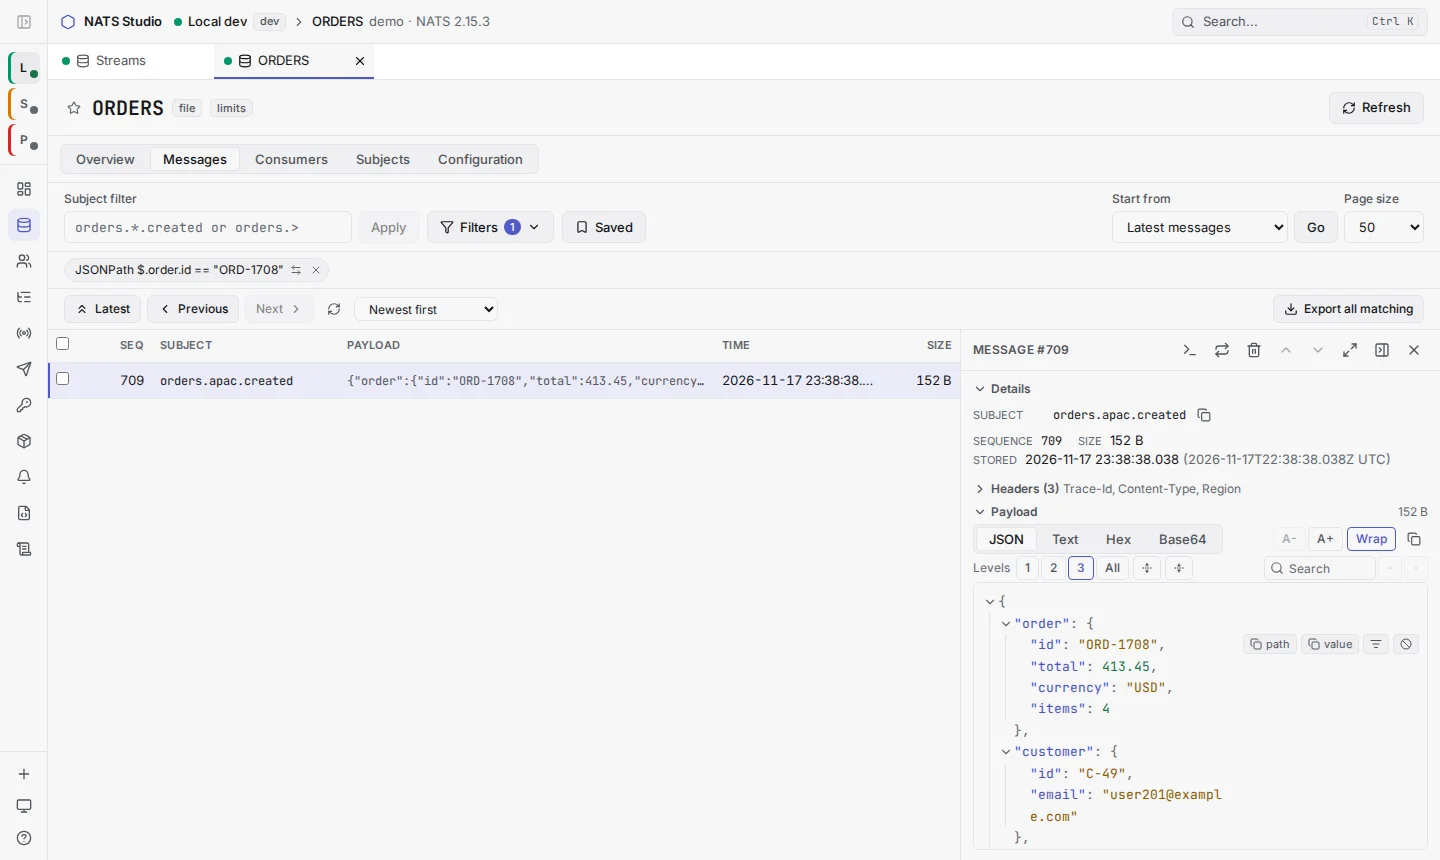 NATS Studio Local dev dev > ORDERS demo · NATS 2.15.3 Search... Ctrl K
L
S
P
Streams ORDERS
ORDERS file limits Refresh
Overview Messages Consumers Subjects Configuration
Subject filter Start from Page size
orders.*.created or orders.> Apply Filters 1 Saved Latest messages Go 50
JSONPath $.order.id == "ORD-1708"
Latest Previous Next Newest first Export all matching
SEQ SUBJECT PAYLOAD TIME SIZE
709 orders.apac.created {"order":{"id":"ORD-1708","total":413.45,"currency… 2026-11-17 23:38:38.... 152 B
MESSAGE #709
Details
SUBJECT orders.apac.created
SEQUENCE 709 SIZE 152 B
STORED 2026-11-17 23:38:38.038 (2026-11-17T22:38:38.038Z UTC)
Headers (3) Trace-Id, Content-Type, Region
Payload 152 B
JSON Text Hex Base64 A- A+ Wrap
Levels 1 2 3 All Search
{
"order": {
"id": "ORD-1708", path value
"total": 413.45,
"currency": "USD",
"items": 4
},
"customer": {
"id": "C-49",
"email": "user201@exampl
e.com"
},